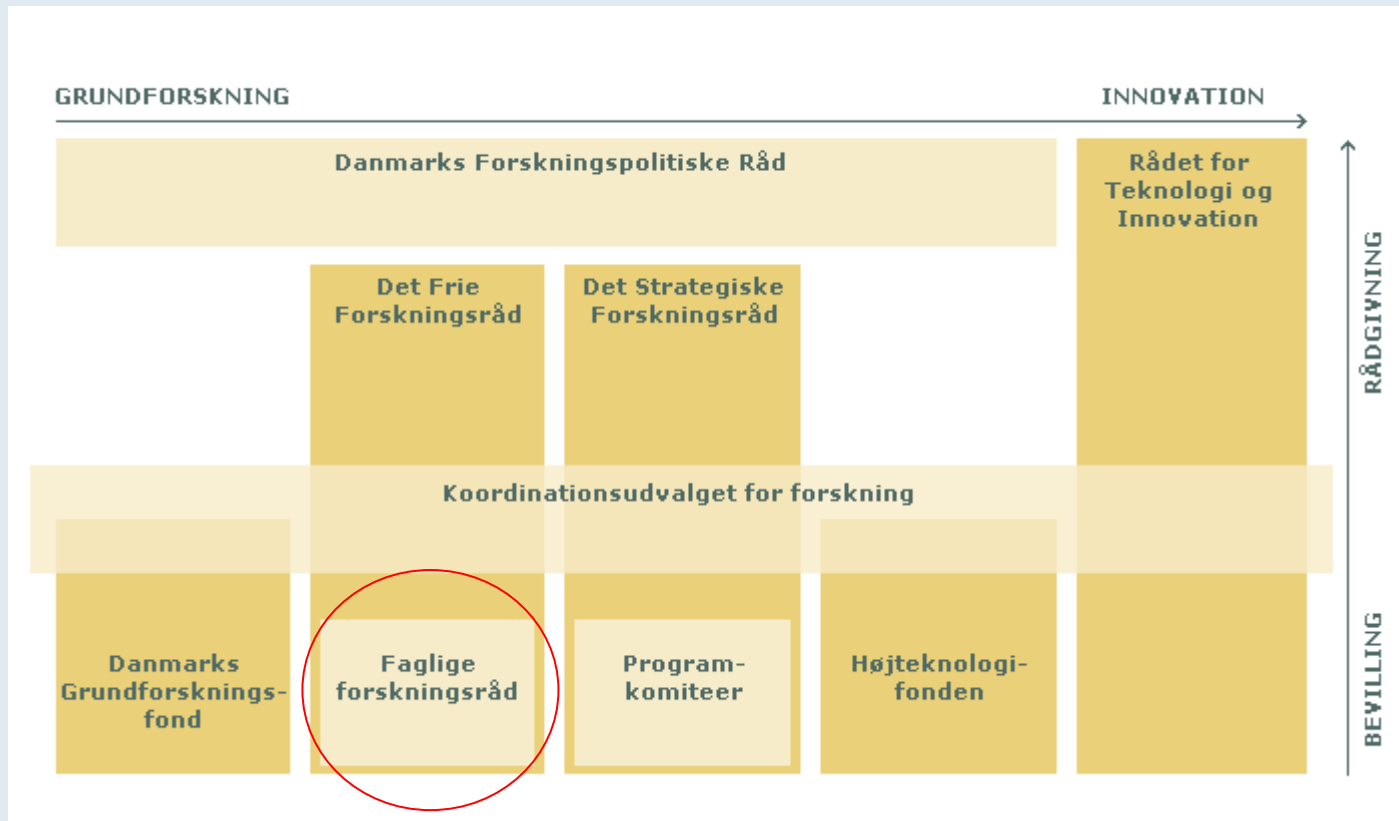 GRUNDFORSKNING
INNOVATION
Danmarks Forskningspolitiske Råd
Rådet for
Teknologi og
Innovation
Det Frie
Forskningsråd
Det Strategiske
Forskningsråd
RÅDGIVNING
Koordinationsudvalget for forskning
Danmarks
Grundforsknings-
fond
Faglige
forskningsråd
Program-
komiteer
Højteknologi-
fonden
BEVILLING